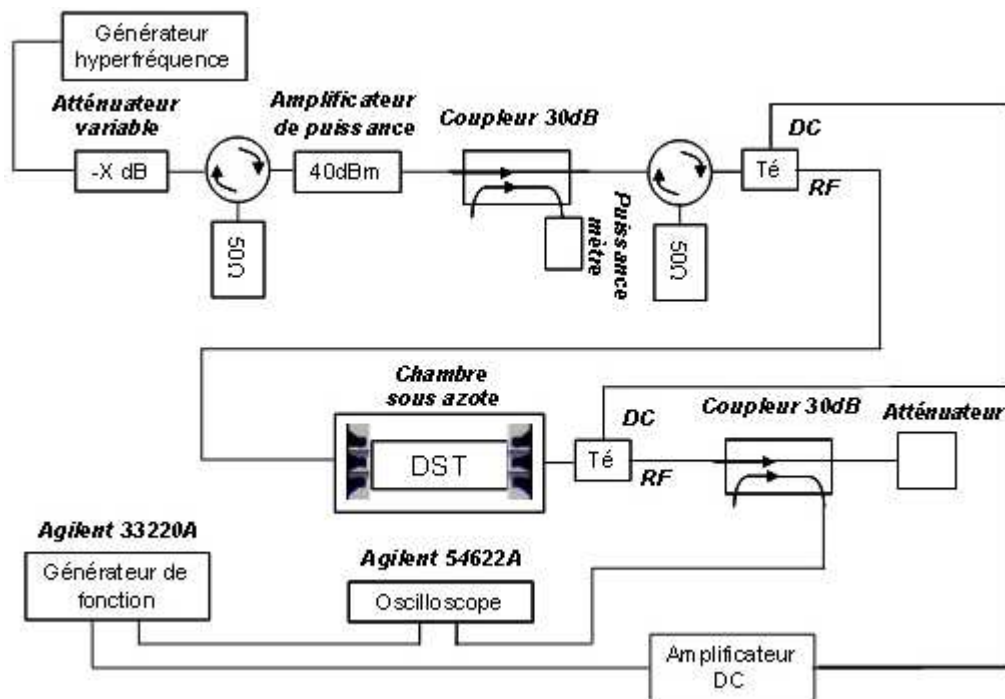 Générateur
hyperfréquence
Atténuateur
variable
-X dB
50Ω
Amplificateur
de puissance
40dBm
Coupleur 30dB
Puissance
mètre
50Ω
DC
Té
RF
Chambre
sous azote
DST
DC
Té
RF
Coupleur 30dB
Atténuateur
Agilent 33220A
Générateur de
fonction
Agilent 54622A
Oscilloscope
Amplificateur
DC